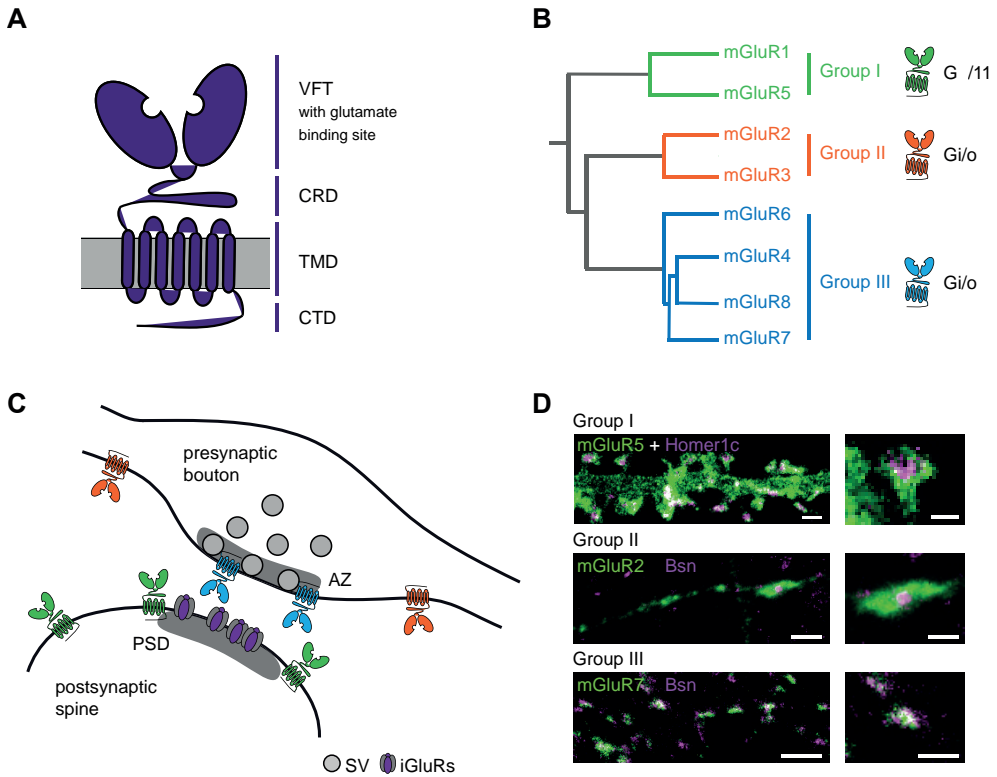 A
VFT
with glutamate
binding site
CRD
TMD
CTD
B
mGluR1
mGluR5
Group I
G /11
mGluR2
mGluR3
Group II
Gi/o
mGluR6
mGluR4
mGluR8
mGluR7
Group III
Gi/o
C
presynaptic
bouton
AZ
PSD
postsynaptic
spine
SV iGluRs
D
Group I
mGluR5 + Homer1c
Group II
mGluR2 Bsn
Group III
mGluR7 Bsn